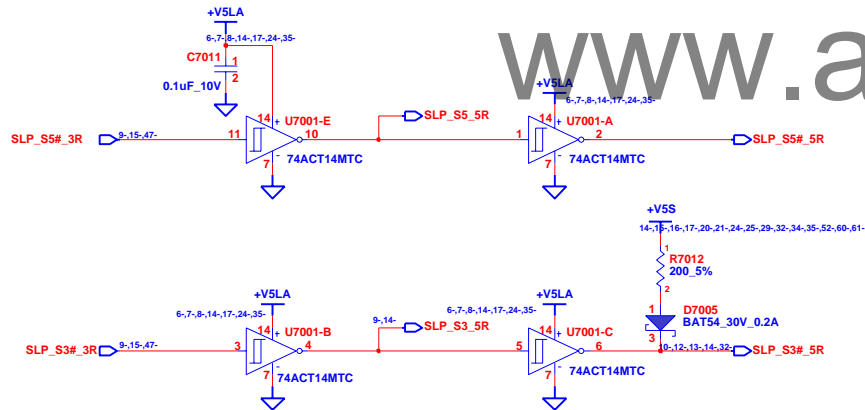 +V5LA
6-,7-,8-,14-,17-,24-,35-
C7011
1
2
0.1uF_10V
www.a
+V5LA
6-,7-,8-,14-,17-,24-,35-
14
+
U7001-E
SLP_S5_5R
14
+
U7001-A
SLP_S5#_3R
9-,15-,47-
11
10
1
2
SLP_S5#_5R
7
-
74ACT14MTC
7
-
74ACT14MTC
+V5S
14-,15-,16-,17-,20-,21-,24-,25-,29-,32-,34-,35-,52-,60-,61-
1
R7012
200_5%
2
+V5LA
6-,7-,8-,14-,17-,24-,35-
+V5LA
6-,7-,8-,14-,17-,24-,35-
1
D7005
BAT54_30V_0.2A
3
14
+
U7001-B
9-,14-
SLP_S3_5R
14
+
U7001-C
SLP_S3#_3R
9-,15-,47-
3
4
5
6
10-,12-,13-,14-,32-
SLP_S3#_5R
7
-
74ACT14MTC
7
-
74ACT14MTC